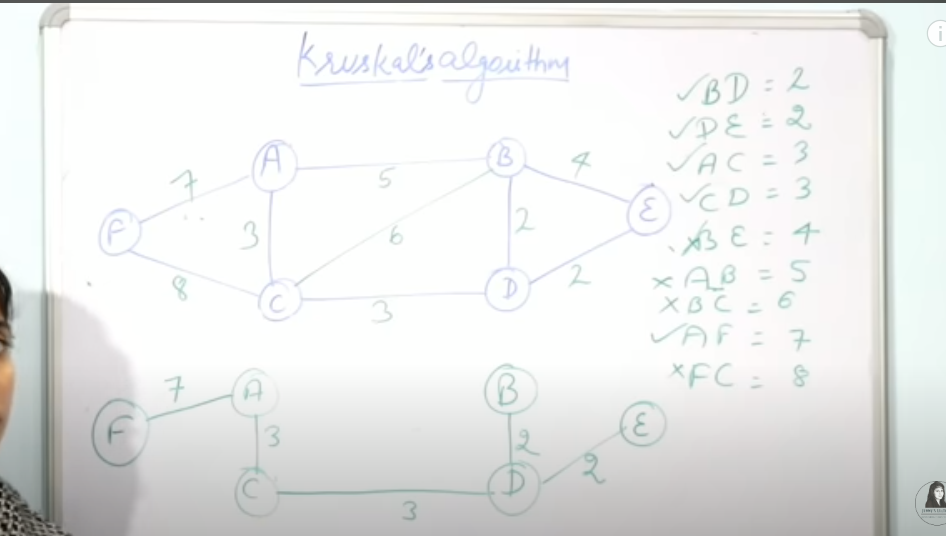 Kruskal's algorithm
A
B
7
5
4
F
3
6
2
E
8
2
C
3
D
✓BD = 2
✓DE = 2
✓AC = 3
✓CD = 3
×BE = 4
×AB = 5
×BC = 6
✓AF = 7
×FC = 8
7
A
B
F
3
2
E
C
3
D
2